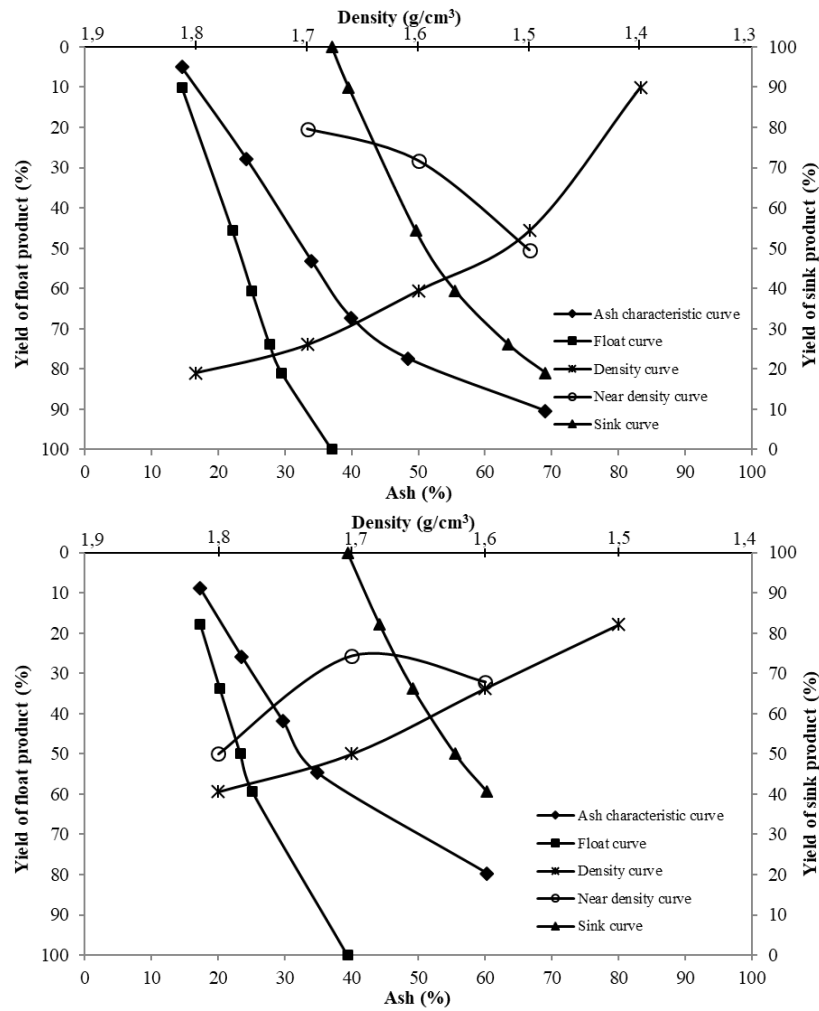 Density (g/cm³)
1,9 1,8 1,7 1,6 1,5 1,4 1,3
Yield of float product (%)
0
10
20
30
40
50
60
70
80
90
100
Yield of sink product (%)
100
90
80
70
60
50
40
30
20
10
0
Ash characteristic curve
Float curve
Density curve
Near density curve
Sink curve
0 10 20 30 40 50 60 70 80 90 100
Ash (%)
Density (g/cm³)
1,9 1,8 1,7 1,6 1,5 1,4
Yield of float product (%)
0
10
20
30
40
50
60
70
80
90
100
Yield of sink product (%)
100
90
80
70
60
50
40
30
20
10
0
Ash characteristic curve
Float curve
Density curve
Near density curve
Sink curve
0 10 20 30 40 50 60 70 80 90 100
Ash (%)